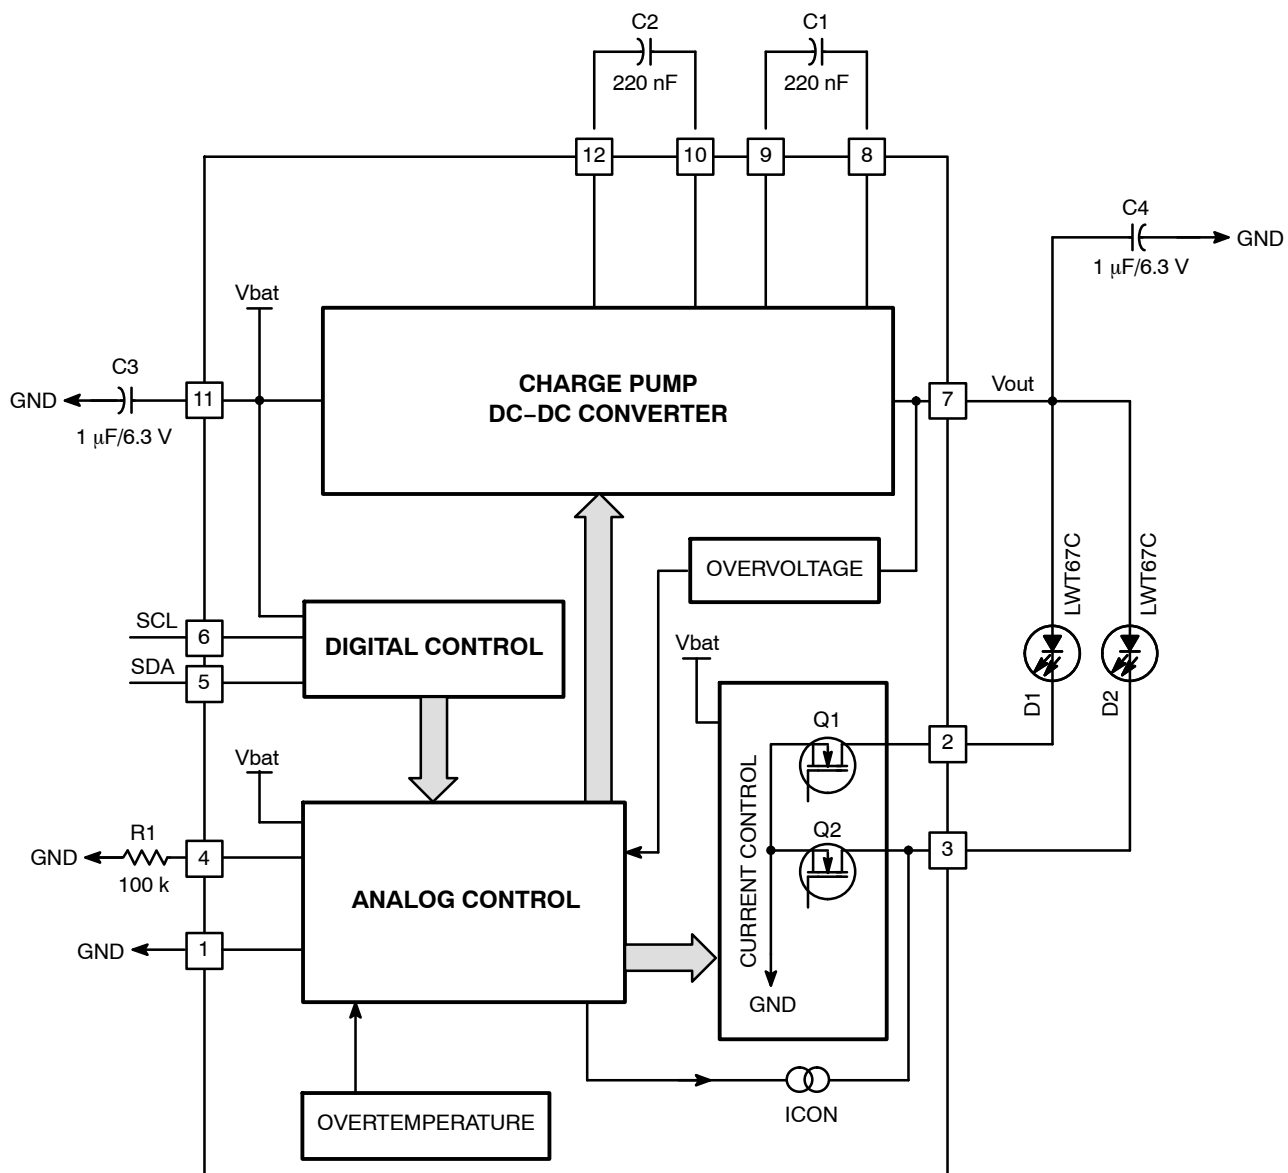 C2
C1
220 nF
220 nF
12
10
9
8
C4
GND
1 μF/6.3 V
Vbat
C3
GND
11
1 μF/6.3 V
CHARGE PUMP
DC–DC CONVERTER
7
Vout
OVERVOLTAGE
LWT67C
LWT67C
SCL
6
SDA
5
DIGITAL CONTROL
Vbat
D1
D2
Q1
2
Vbat
R1
GND
4
100 k
ANALOG CONTROL
Q2
3
CURRENT CONTROL
GND
1
GND
ICON
OVERTEMPERATURE